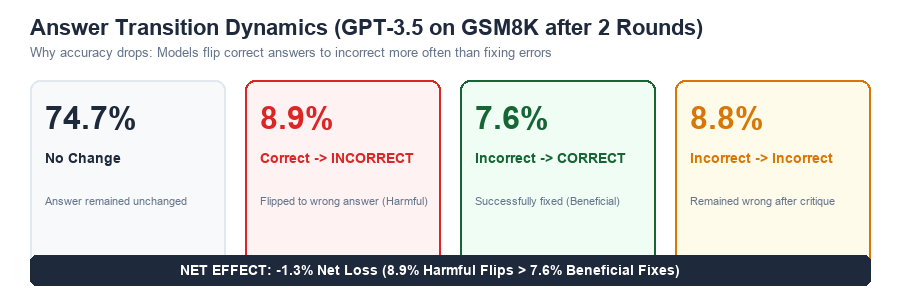 Answer Transition Dynamics (GPT-3.5 on GSM8K after 2 Rounds)
Why accuracy drops: Models flip correct answers to incorrect more often than fixing errors
74.7%
No Change
Answer remained unchanged
8.9%
Correct -> INCORRECT
Flipped to wrong answer (Harmful)
7.6%
Incorrect -> CORRECT
Successfully fixed (Beneficial)
8.8%
Incorrect -> Incorrect
Remained wrong after critique
NET EFFECT: -1.3% Net Loss (8.9% Harmful Flips > 7.6% Beneficial Fixes)